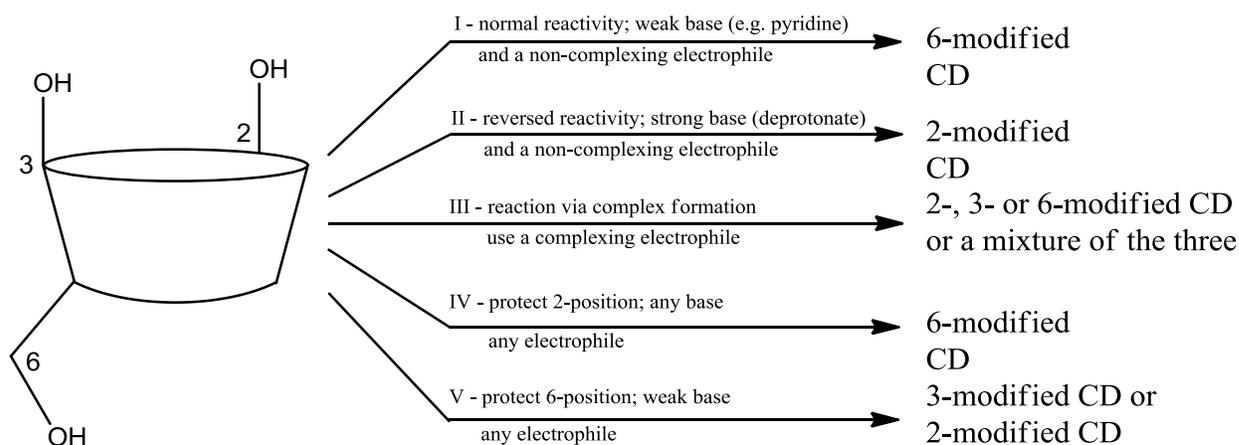 I - normal reactivity; weak base (e.g. pyridine)
and a non-complexing electrophile
6-modified
CD
OH
OH
2
3
II - reversed reactivity; strong base (deprotonate)
and a non-complexing electrophile
2-modified
CD
III - reaction via complex formation
use a complexing electrophile
2-, 3- or 6-modified CD
or a mixture of the three
IV - protect 2-position; any base
any electrophile
6-modified
CD
6
OH
V - protect 6-position; weak base
any electrophile
3-modified CD or
2-modified CD